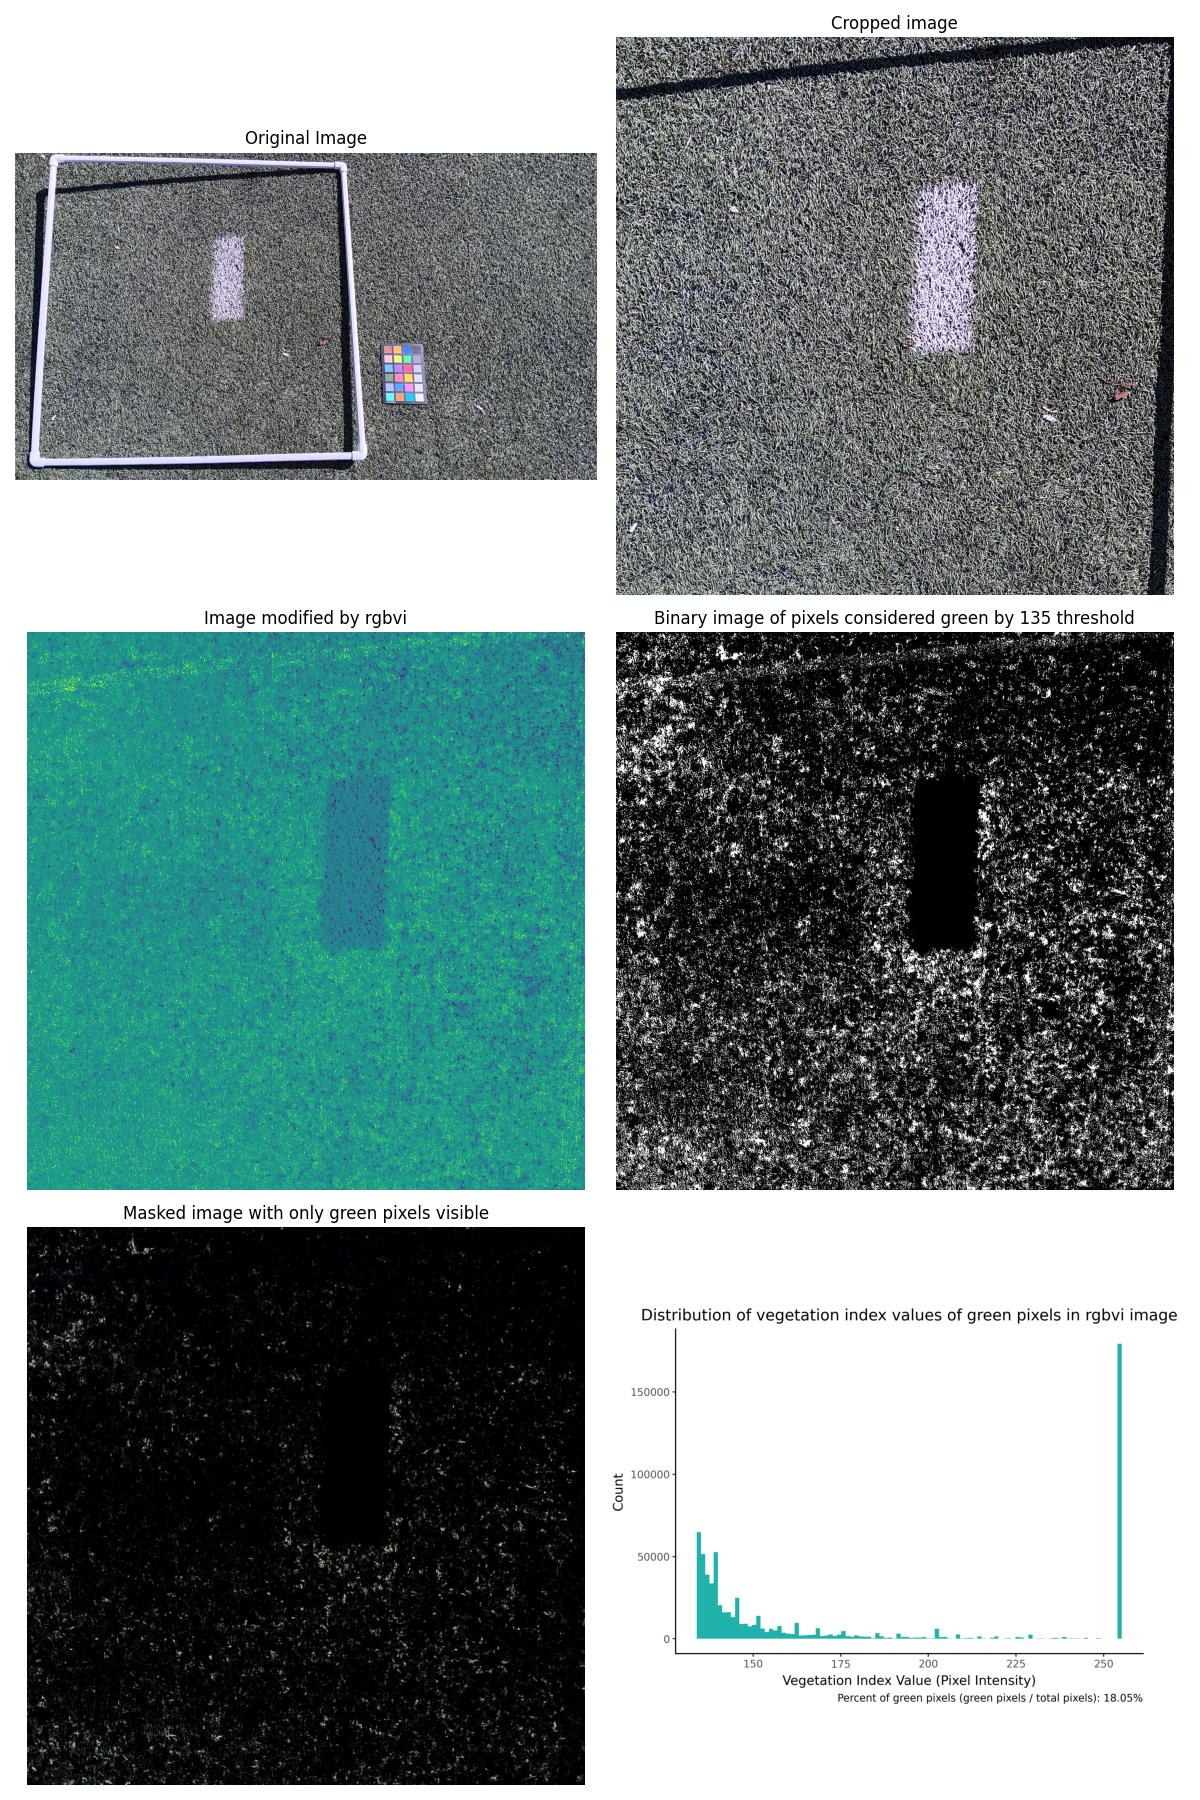 Cropped image
Original Image
Image modified by rgbvi
Binary image of pixels considered green by 135 threshold
Masked image with only green pixels visible
Distribution of vegetation index values of green pixels in rgbvi image
150000
100000
50000
0
Count
150 175 200 225 250
Vegetation Index Value (Pixel Intensity)
Percent of green pixels (green pixels / total pixels): 18.05%